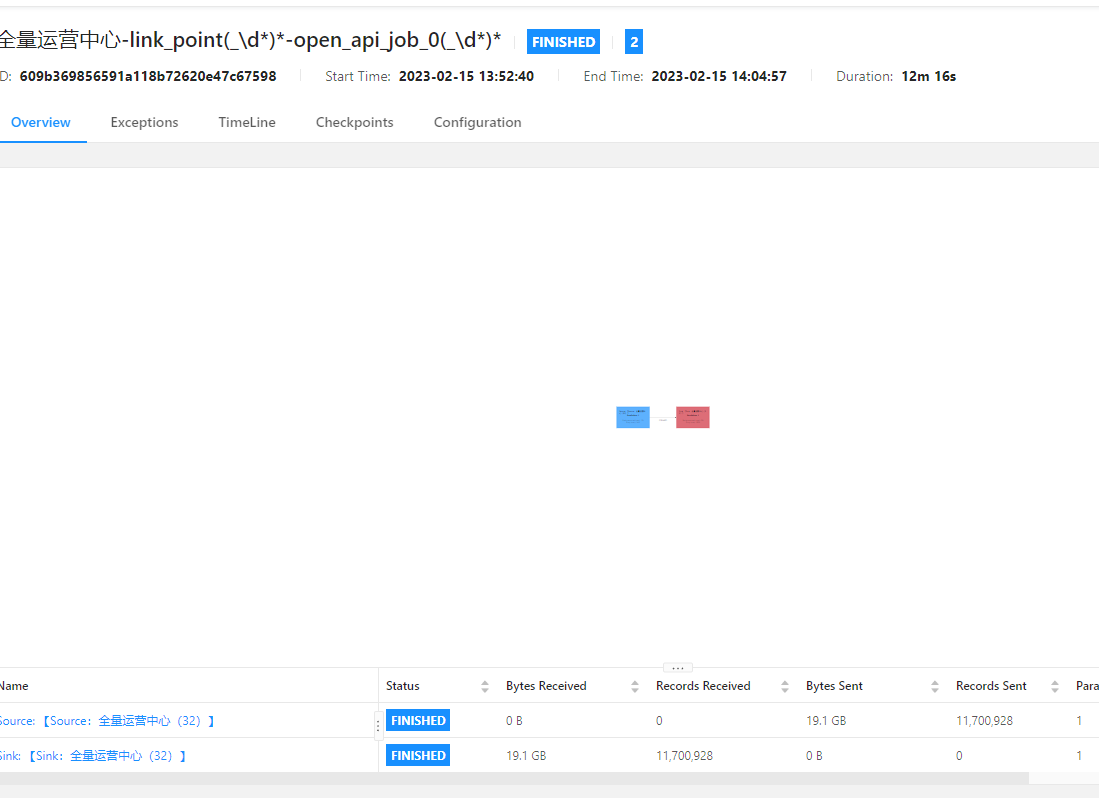 全量运营中心-link_point(_\d*)*-open_api_job_0(_\d*)* FINISHED 2
D: 609b369856591a118b72620e47c67598 Start Time: 2023-02-15 13:52:40 End Time: 2023-02-15 14:04:57 Duration: 12m 16s
Overview Exceptions TimeLine Checkpoints Configuration
Name Status Bytes Received Records Received Bytes Sent Records Sent Para
Source: 【Source：全量运营中心（32）】 FINISHED 0 B 0 19.1 GB 11,700,928 1
Sink: 【Sink：全量运营中心（32）】 FINISHED 19.1 GB 11,700,928 0 B 0 1